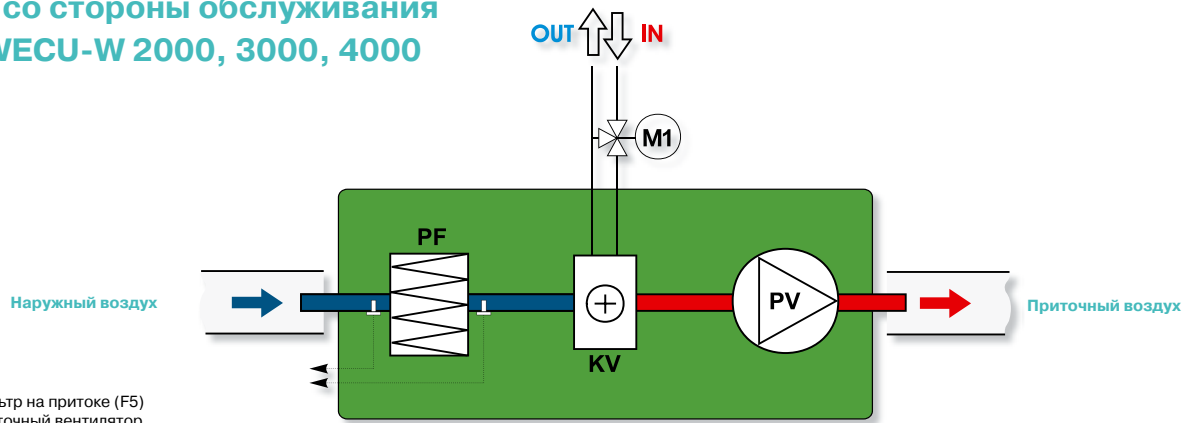 со стороны обслуживания
WECU-W 2000, 3000, 4000
OUT IN
M1
PF
Наружный воздух
PV
Приточный воздух
KV
на притоке (F5)
вентилятор